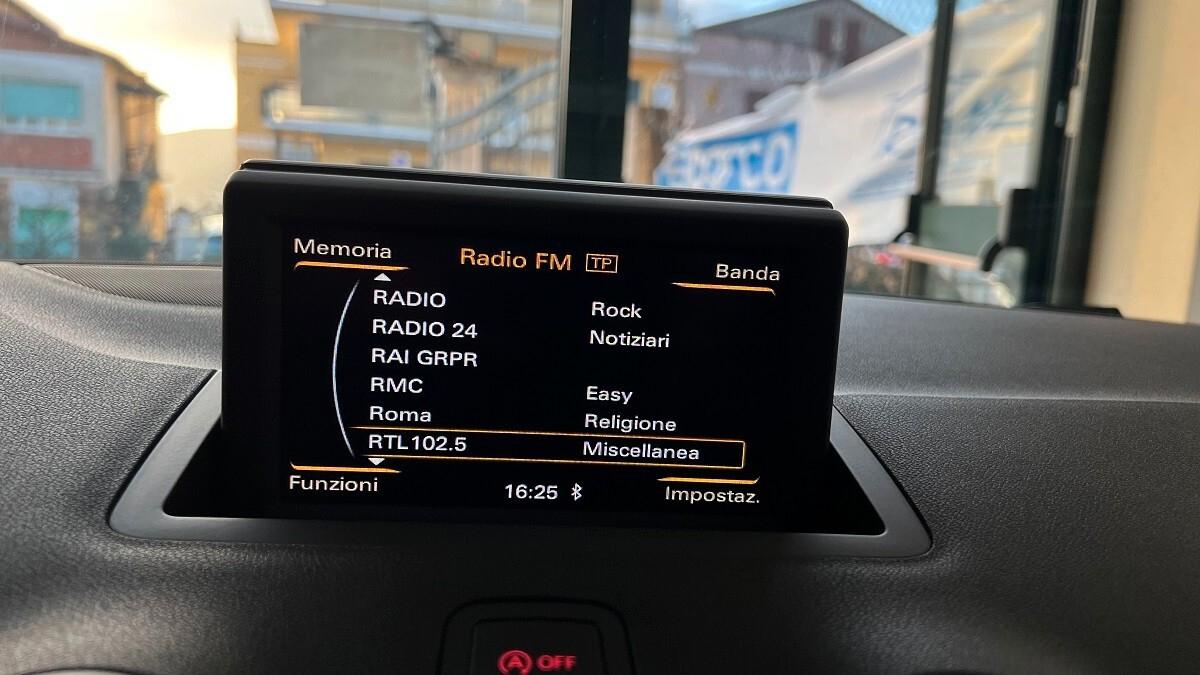 Memoria
Radio FM TP
Banda
RADIO Rock
RADIO 24 Notiziari
RAI GRPR
RMC Easy
Roma Religione
RTL102.5 Miscellanea
Funzioni
16:25
Impostaz.
A OFF